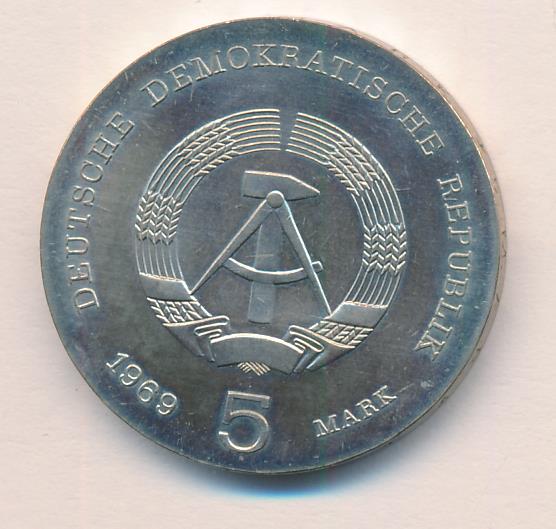 DEUTSCHE DEMOKRATISCHE REPUBLIK
1969 5 MARK